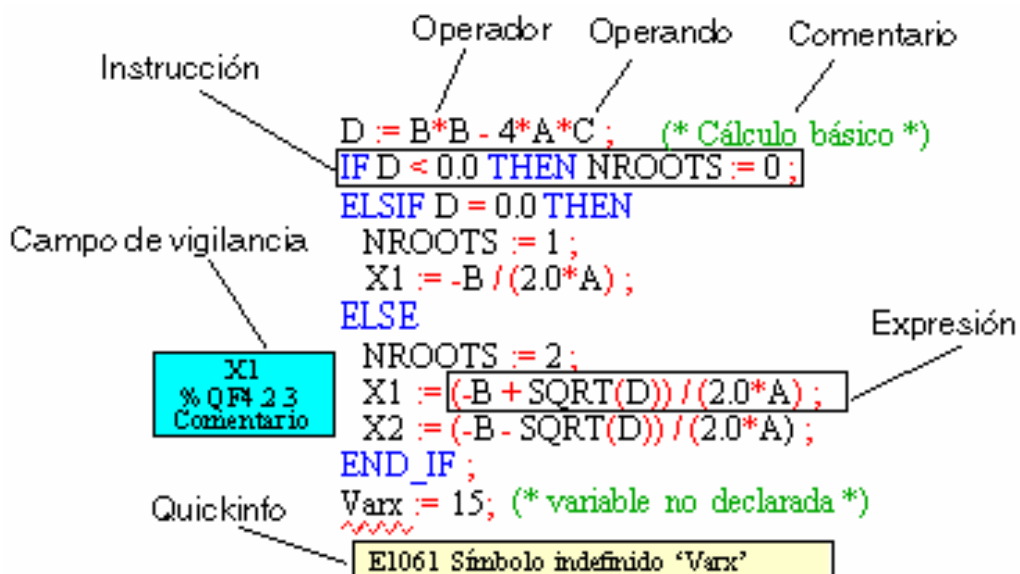 Operador Operando Comentario
Instrucción
D := B*B - 4*A*C ; (* Cálculo básico *)
IF D < 0.0 THEN NROOTS := 0 ;
ELSIF D = 0.0 THEN
Campo de vigilancia
NROOTS := 1 ;
X1 := -B / (2.0*A) ;
ELSE
Expresión
NROOTS := 2 ;
X1
% QF4 2 3
Comentario
X1 := (-B + SQRT(D)) / (2.0*A) ;
X2 := (-B - SQRT(D)) / (2.0*A) ;
END_IF ;
Quickinfo
Varx := 15; (* variable no declarada *)
E1061 Símbolo indefinido ‘Varx’